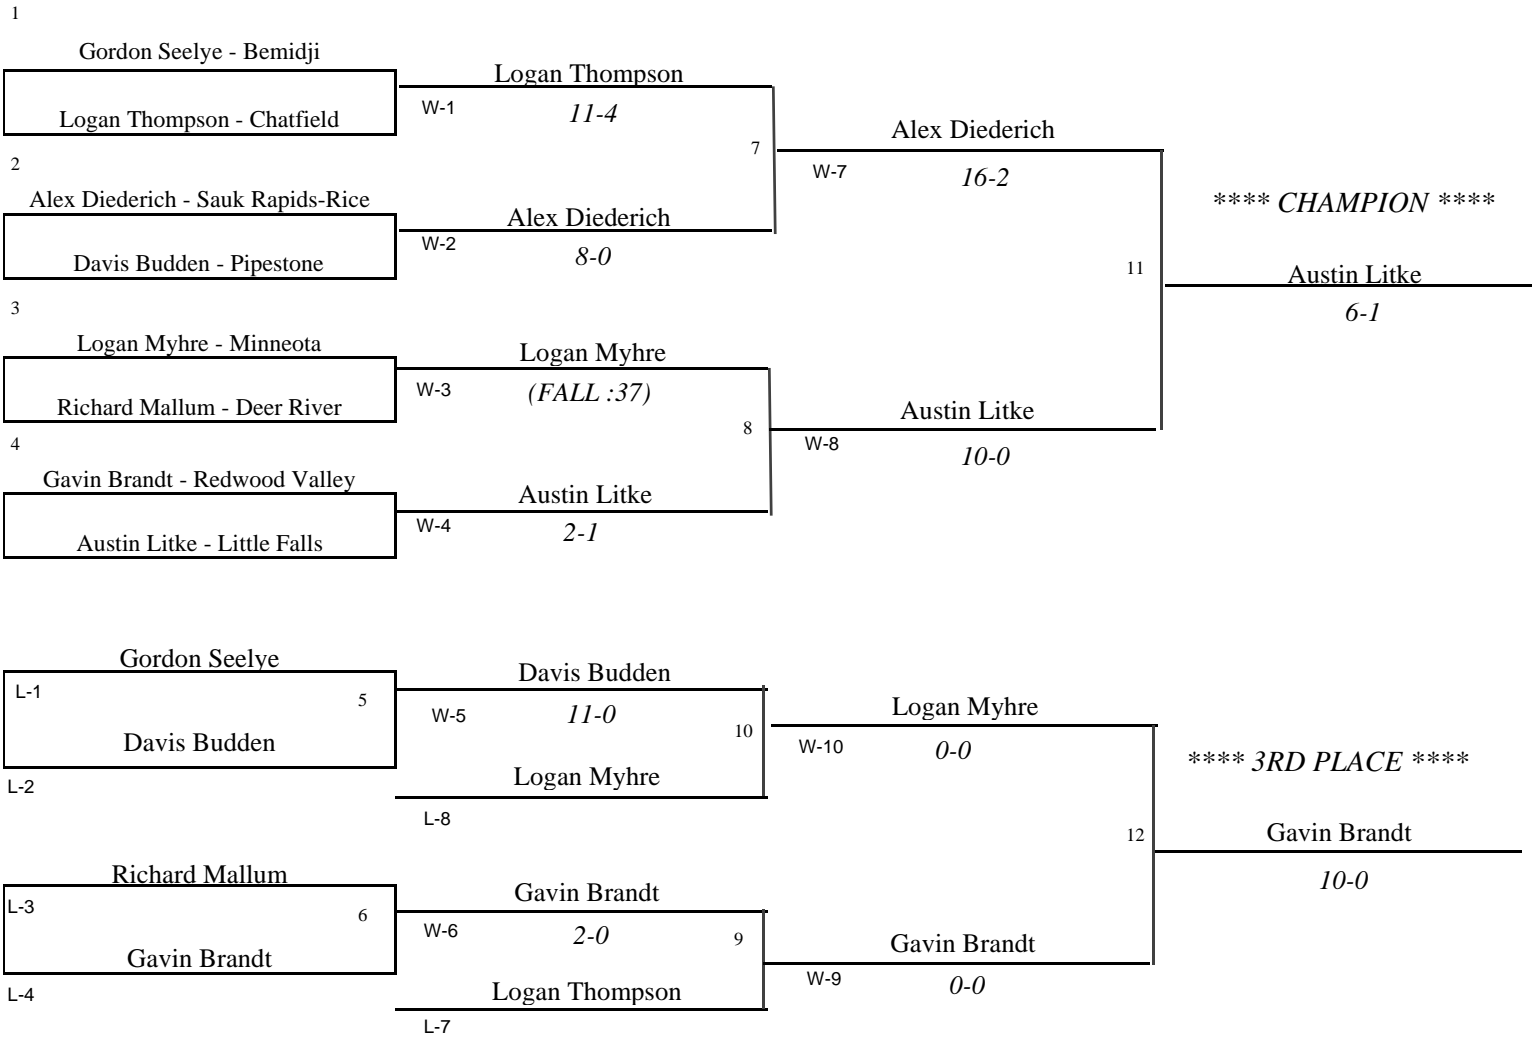 1
Gordon Seelye - Bemidji
Logan Thompson
W-1
11-4
Logan Thompson - Chatfield
7
Alex Diederich
W-7
16-2
2
Alex Diederich - Sauk Rapids-Rice
**** CHAMPION ****
Alex Diederich
W-2
8-0
Davis Budden - Pipestone
11
Austin Litke
6-1
3
Logan Myhre - Minneota
Logan Myhre
W-3
(FALL :37)
Richard Mallum - Deer River
8
Austin Litke
W-8
10-0
4
Gavin Brandt - Redwood Valley
Austin Litke
W-4
2-1
Austin Litke - Little Falls
Gordon Seelye
L-1
5
Davis Budden
W-5
11-0
Davis Budden
L-2
10
Logan Myhre
W-10
0-0
Logan Myhre
L-8
**** 3RD PLACE ****
12
Gavin Brandt
10-0
Richard Mallum
L-3
6
Gavin Brandt
W-6
2-0
9
Gavin Brandt
W-9
0-0
Gavin Brandt
L-4
Logan Thompson
L-7